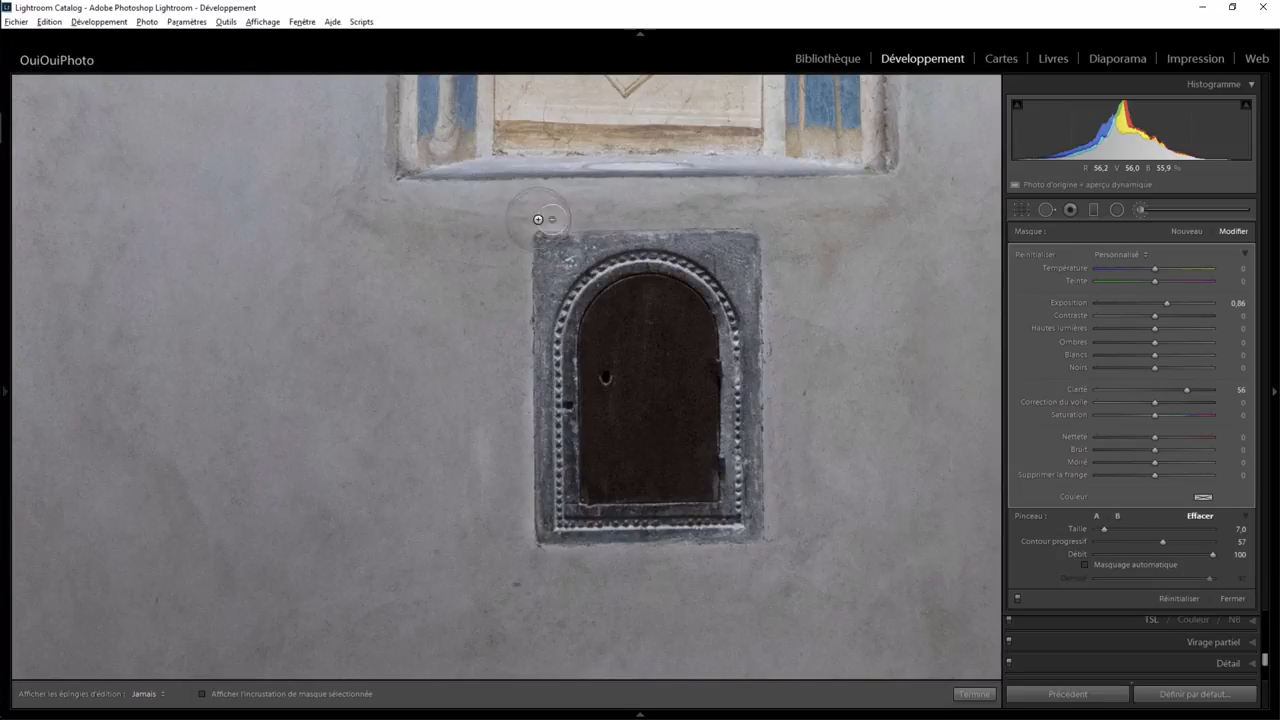 Lightroom Catalog - Adobe Photoshop Lightroom - Développement
Fichier Edition Développement Photo Paramètres Outils Affichage Fenêtre Aide Scripts
OuiOuiPhoto
Bibliothèque Développement Cartes Livres Diaporama Impression Web
Histogramme
R 56,2 V 56,0 B 55,9 %
Photo d'origine + aperçu dynamique
Masque : Nouveau Modifier
Réinitialiser Personnalisé
Température 0
Teinte 0
Exposition 0,86
Contraste 0
Hautes lumières 0
Ombres 0
Blancs 0
Noirs 0
Clarté 56
Correction du voile 0
Saturation 0
Netteté 0
Bruit 0
Moiré 0
Supprimer la frange 0
Couleur
Pinceau : A B Effacer
Taille 7,0
Contour progressif 57
Débit 100
Masquage automatique
Réinitialiser Fermer
TSL / Couleur / NB
Virage partiel
Détail
Afficher les épingles d'édition : Jamais Afficher l'incrustation de masque sélectionnée Terminé
Précédent Définir par défaut...